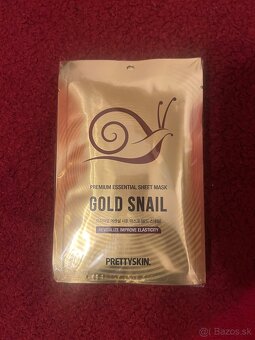 PREMIUM ESSENTIAL SHEET MASK
GOLD SNAIL
REVITALIZE IMPROVE ELASTICITY
PRETTYSKIN.
Bazos.sk